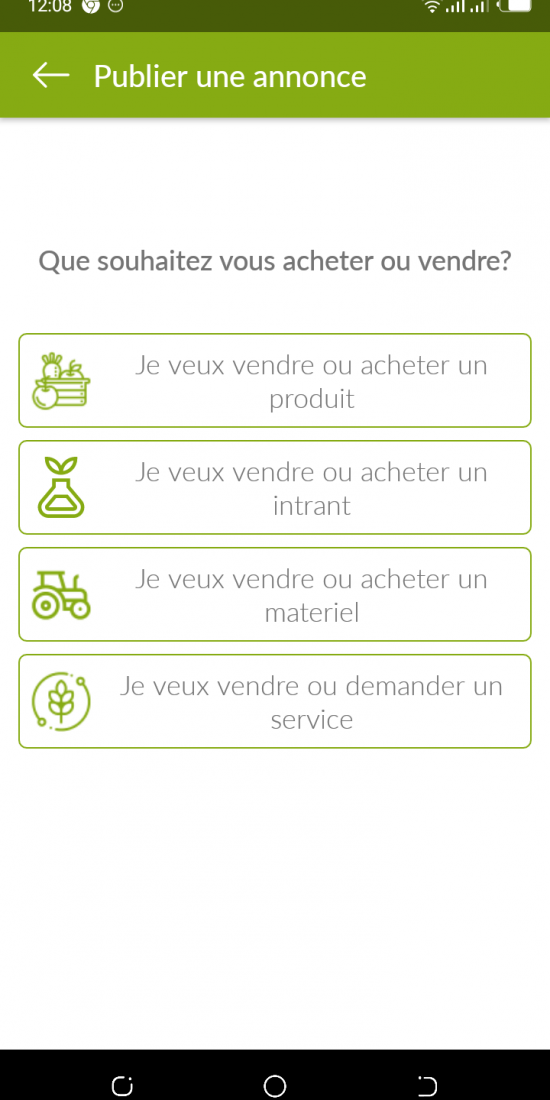 12:08
Publier une annonce
Que souhaitez vous acheter ou vendre?
Je veux vendre ou acheter un
produit
Je veux vendre ou acheter un
intrant
Je veux vendre ou acheter un
materiel
Je veux vendre ou demander un
service